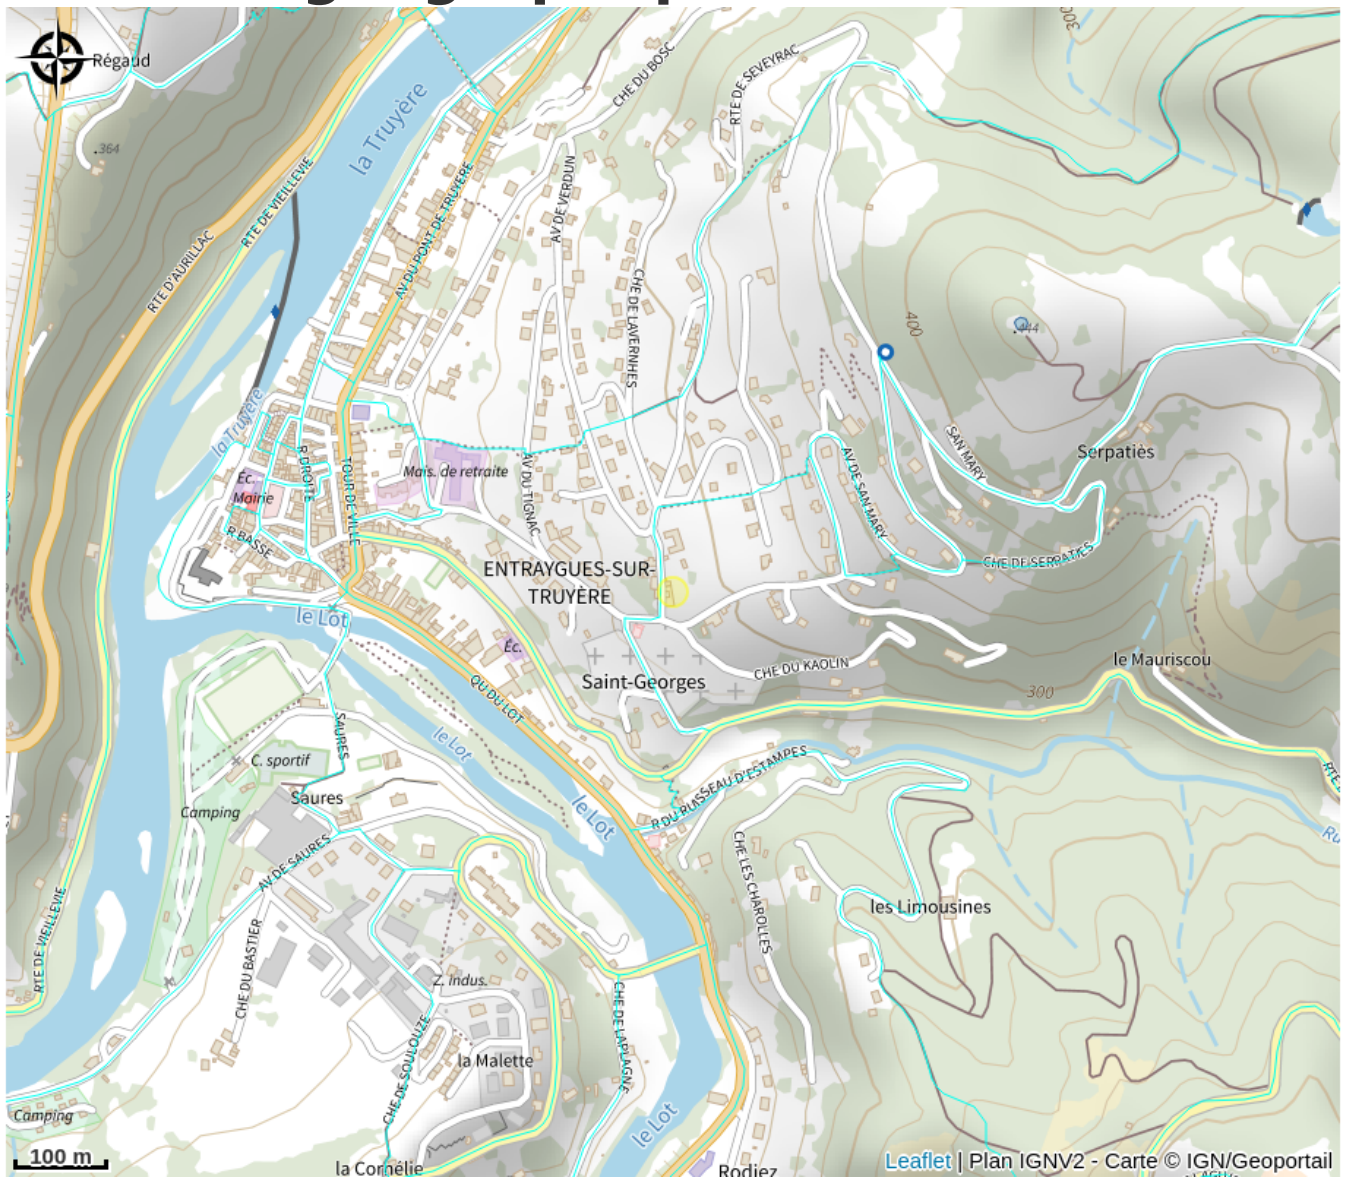 Régaud
300
CHE DU BOSC
RTE DE SEVEYRAC
la Truyère
.364
RTE DE VIEILLEVIE
AV DE VERDUN
AV DU PONT DE TRUYERE
RTE D'AURILLAC
CHE DE LAVERNHES
400
.444
la Truyère
SAN MARY
Serpatiès
R DROITE
TOUR DE VILLE
Mais. de retraite
AV DU TIGNAC
AV DE SAN MARY
Éc.
Mairie
R BASSE
CHE DE SERPATIES
ENTRAYGUES-SUR-
TRUYÈRE
le Lot
Éc.
le Mauriscou
CHE DU KAOLIN
Saint-Georges
300
QU DU LOT
SAURES
le Lot
C. sportif
R DU RUISSEAU D'ESTAMPES
RTE
Saures
Camping
le Lot
Ru
AV DE SAURES
CHE LES CHAROLLES
les Limousines
RTE DE VIEILLEVIE
CHE DU BASTIER
Z. indus.
CHE DE LAPLAGNE
CHE DE SOULOUZE
la Malette
Camping
le Lot
100 m
la Cornélie
Rodiez
Leaflet | Plan IGNV2 - Carte © IGN/Geoportail